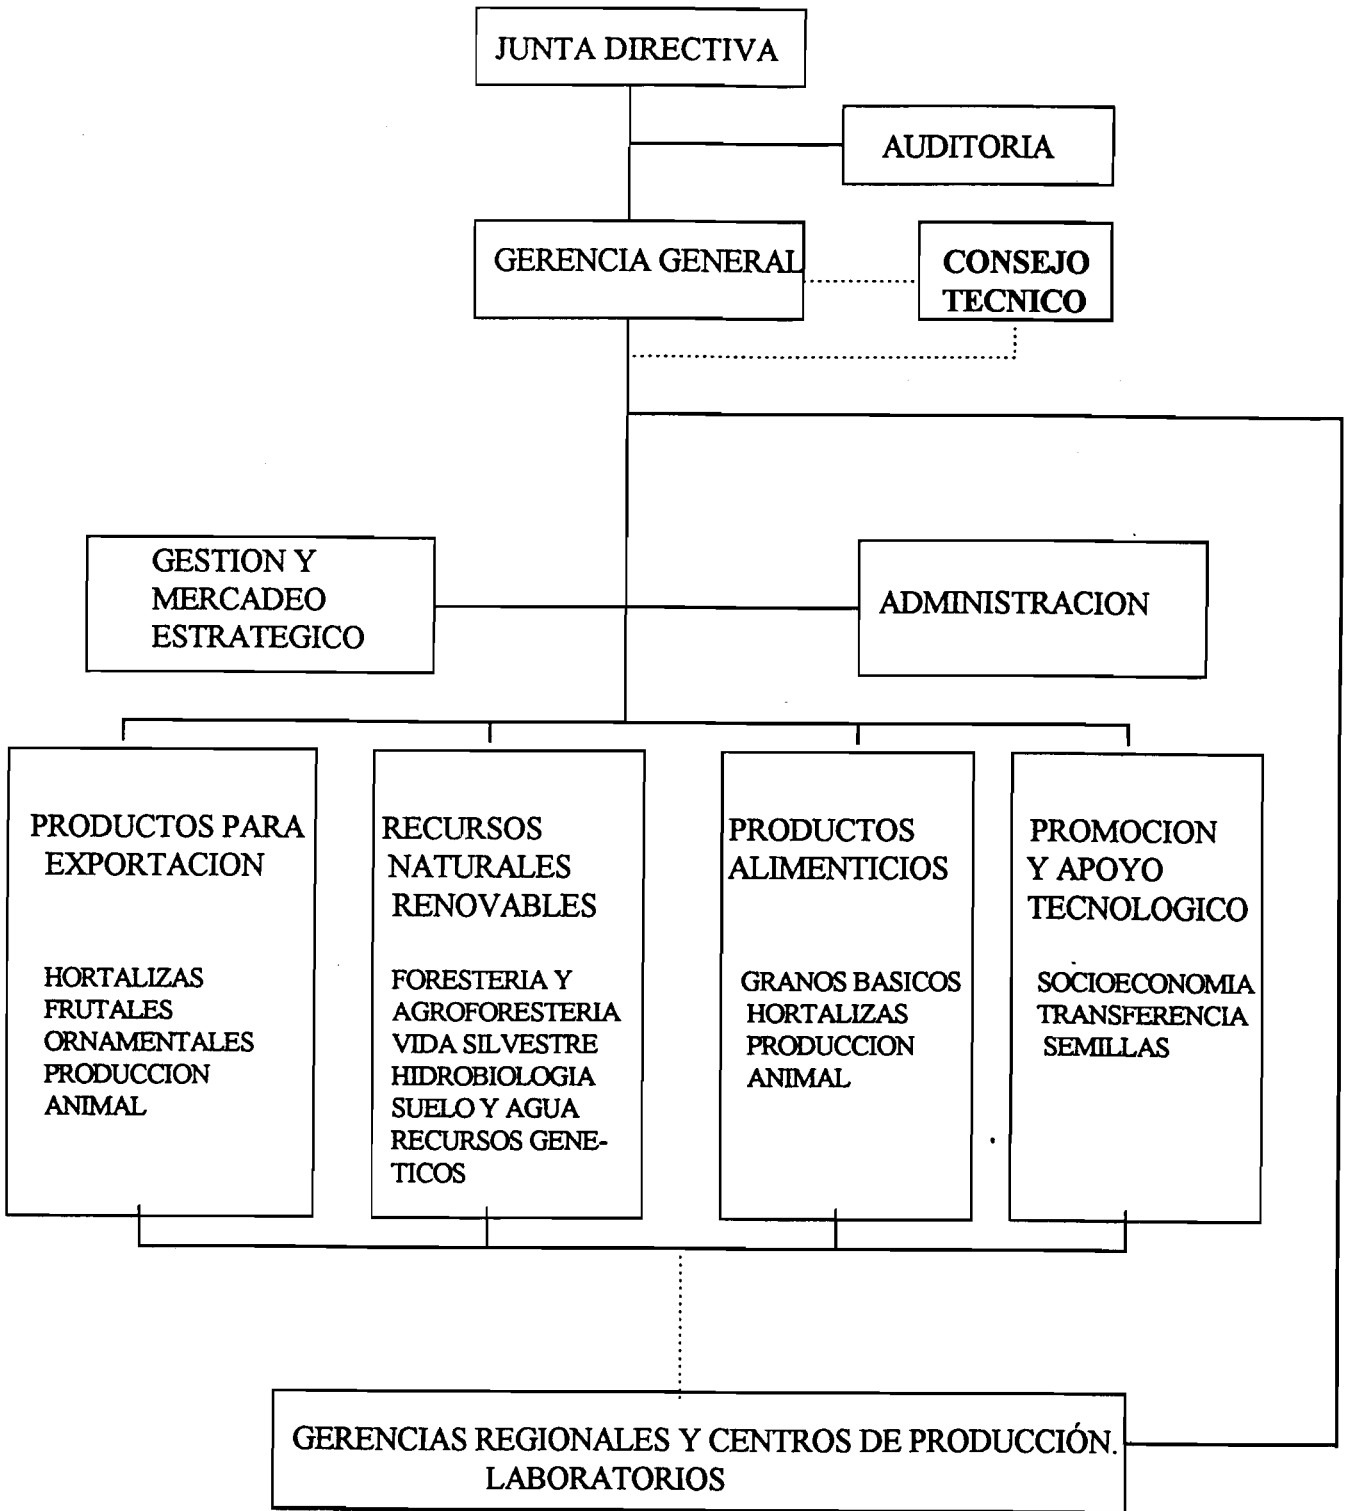 JUNTA DIRECTIVA
AUDITORIA
GERENCIA GENERAL
CONSEJO
TECNICO
GESTION Y
MERCADEO
ESTRATEGICO
ADMINISTRACION
PRODUCTOS PARA
EXPORTACION
HORTALIZAS
FRUTALES
ORNAMENTALES
PRODUCCION
ANIMAL
RECURSOS
NATURALES
RENOVABLES
FORESTERIA Y
AGROFORESTERIA
VIDA SILVESTRE
HIDROBIOLOGIA
SUELO Y AGUA
RECURSOS GENE-
TICOS
PRODUCTOS
ALIMENTICIOS
GRANOS BASICOS
HORTALIZAS
PRODUCCION
ANIMAL
PROMOCION
Y APOYO
TECNOLOGICO
SOCIOECONOMIA
TRANSFERENCIA
SEMILLAS
GERENCIAS REGIONALES Y CENTROS DE PRODUCCIÓN.
LABORATORIOS